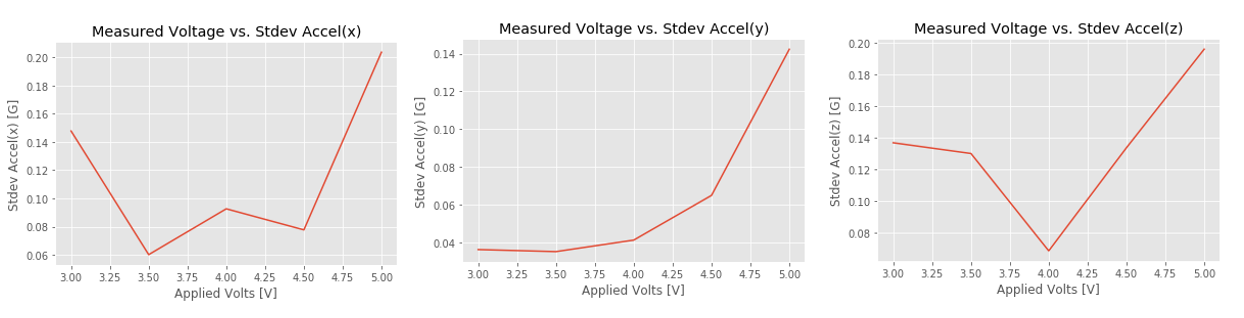 Measured Voltage vs. Stdev Accel(x)
Stdev Accel(x) [G]
0.20
0.18
0.16
0.14
0.12
0.10
0.08
0.06
3.00 3.25 3.50 3.75 4.00 4.25 4.50 4.75 5.00
Applied Volts [V]
Measured Voltage vs. Stdev Accel(y)
Stdev Accel(y) [G]
0.14
0.12
0.10
0.08
0.06
0.04
3.00 3.25 3.50 3.75 4.00 4.25 4.50 4.75 5.00
Applied Volts [V]
Measured Voltage vs. Stdev Accel(z)
Stdev Accel(z) [G]
0.20
0.18
0.16
0.14
0.12
0.10
0.08
3.00 3.25 3.50 3.75 4.00 4.25 4.50 4.75 5.00
Applied Volts [V]